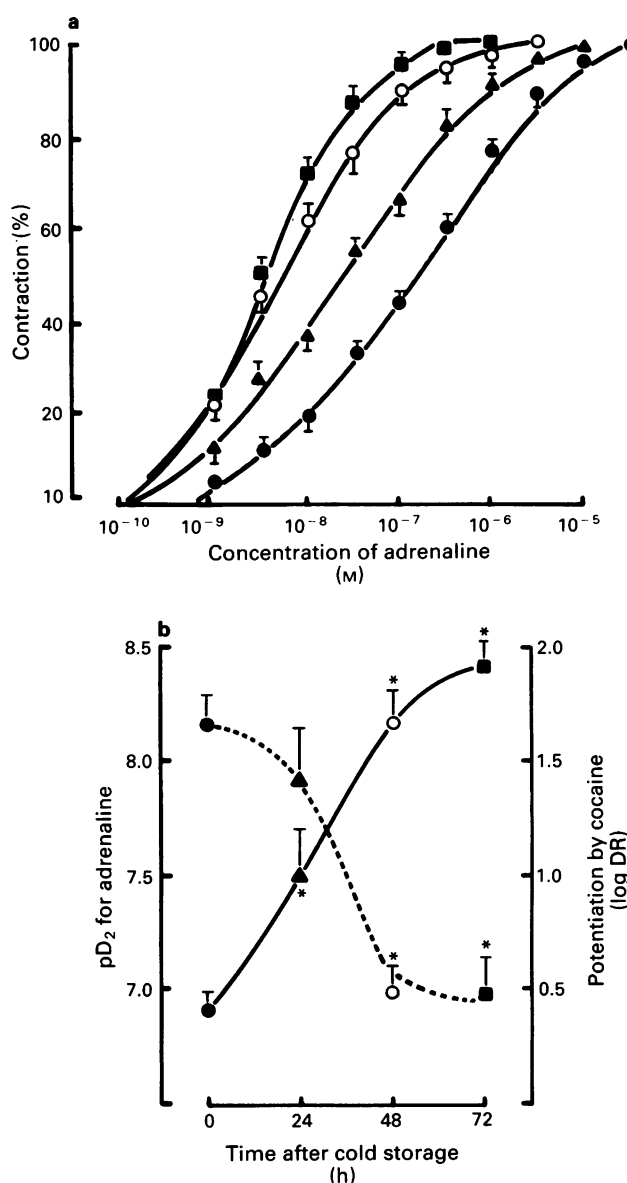 a
100
80
60
40
20
10
Contraction (%)
10⁻¹⁰ 10⁻⁹ 10⁻⁸ 10⁻⁷ 10⁻⁶ 10⁻⁵
Concentration of adrenaline
(M)
b
8.5
8.0
7.5
7.0
pD₂ for adrenaline
2.0
1.5
1.0
0.5
Potentiation by cocaine
(log DR)
*
*
*
*
*
0 24 48 72
Time after cold storage
(h)